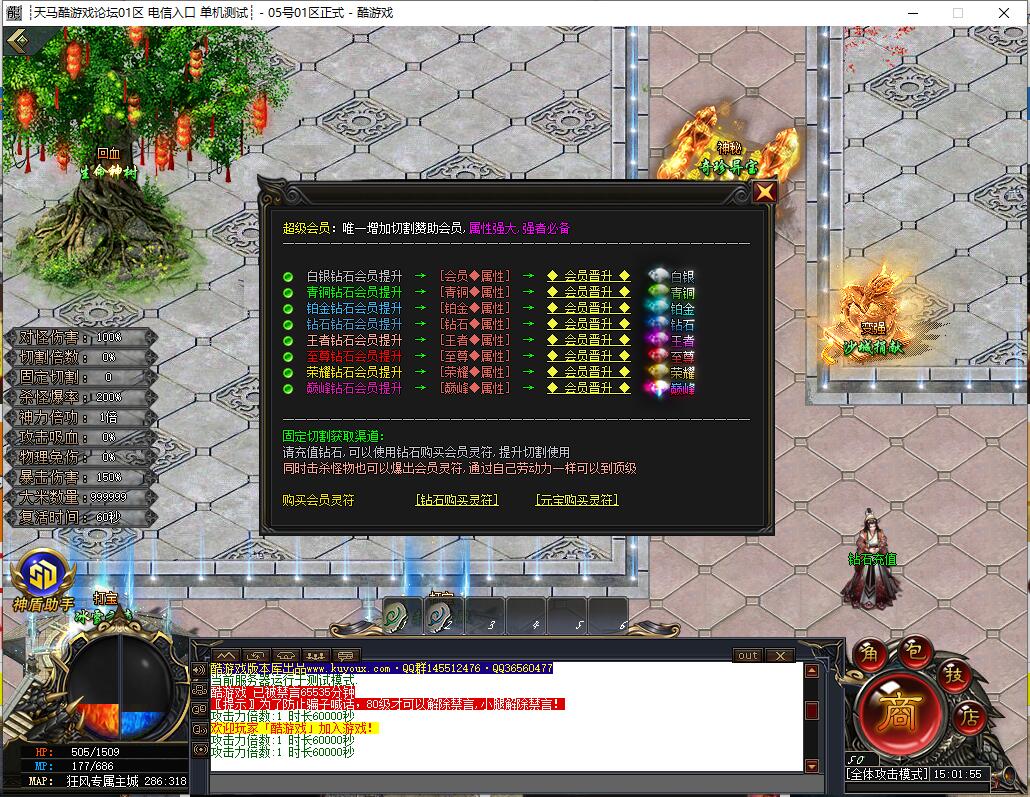 天马酷游戏论坛01区 电信入口 单机测试 - 05号01区正式 - 酷游戏
回血
生命神树
神秘
奇珍异宝
超级会员：唯一增加切割赞助会员,属性强大,强者必备
白银钻石会员提升 → [会员◆属性] → ◆ 会员晋升 ◆ 白银
青铜钻石会员提升 → [青铜◆属性] → ◆ 会员晋升 ◆ 青铜
铂金钻石会员提升 → [铂金◆属性] → ◆ 会员晋升 ◆ 铂金
钻石钻石会员提升 → [钻石◆属性] → ◆ 会员晋升 ◆ 钻石
王者钻石会员提升 → [王者◆属性] → ◆ 会员晋升 ◆ 王者
至尊钻石会员提升 → [至尊◆属性] → ◆ 会员晋升 ◆ 至尊
荣耀钻石会员提升 → [荣耀◆属性] → ◆ 会员晋升 ◆ 荣耀
巅峰钻石会员提升 → [巅峰◆属性] → ◆ 会员晋升 ◆ 巅峰
固定切割获取渠道：
请充值钻石,可以使用钻石购买会员灵符,提升切割使用
同时击杀怪物也可以爆出会员灵符,通过自己劳动力一样可以到顶级
购买会员灵符 [钻石购买灵符] [元宝购买灵符]
变强
沙城捐献
对怪伤害：100%
切割倍数：0%
固定切割：0
杀怪爆率：200%
神力倍功：1倍
攻击吸血：0%
物理免伤：0%
暴击伤害：150%
大米数量：999999
复活时间：60秒
钻石充值
神盾助手
打宝
2 3 4 5 6
out X
酷游戏版本库出品www.kuyoux.com·QQ群145512476·QQ36560477
当前服务器运行于测试模式.
酷游戏 已被禁言65535分钟
〖提示〗为了防止骗子喊话，80级才可以解除禁言,小退解除禁言！
攻击力倍数:1 时长60000秒
欢迎玩家「酷游戏」加入游戏！
攻击力倍数:1 时长60000秒
攻击力倍数:1 时长60000秒
角
包
技
店
商
HP: 505/1509
MP: 177/686
MAP: 狂风专属主城 286:318
50
[全体攻击模式] 15:01:55